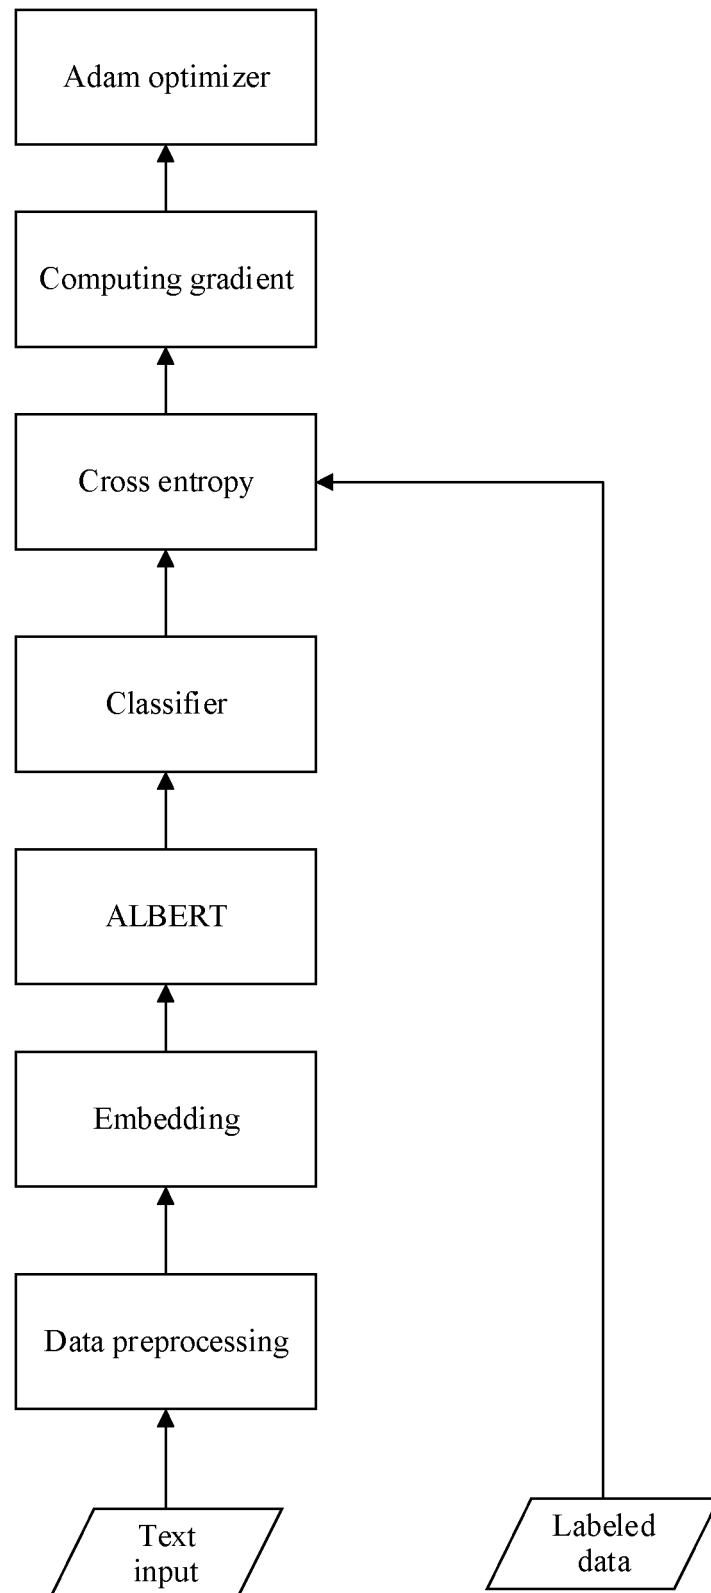 Adam optimizer
Computing gradient
Cross entropy
Classifier
ALBERT
Embedding
Data preprocessing
Text
input
Labeled
data